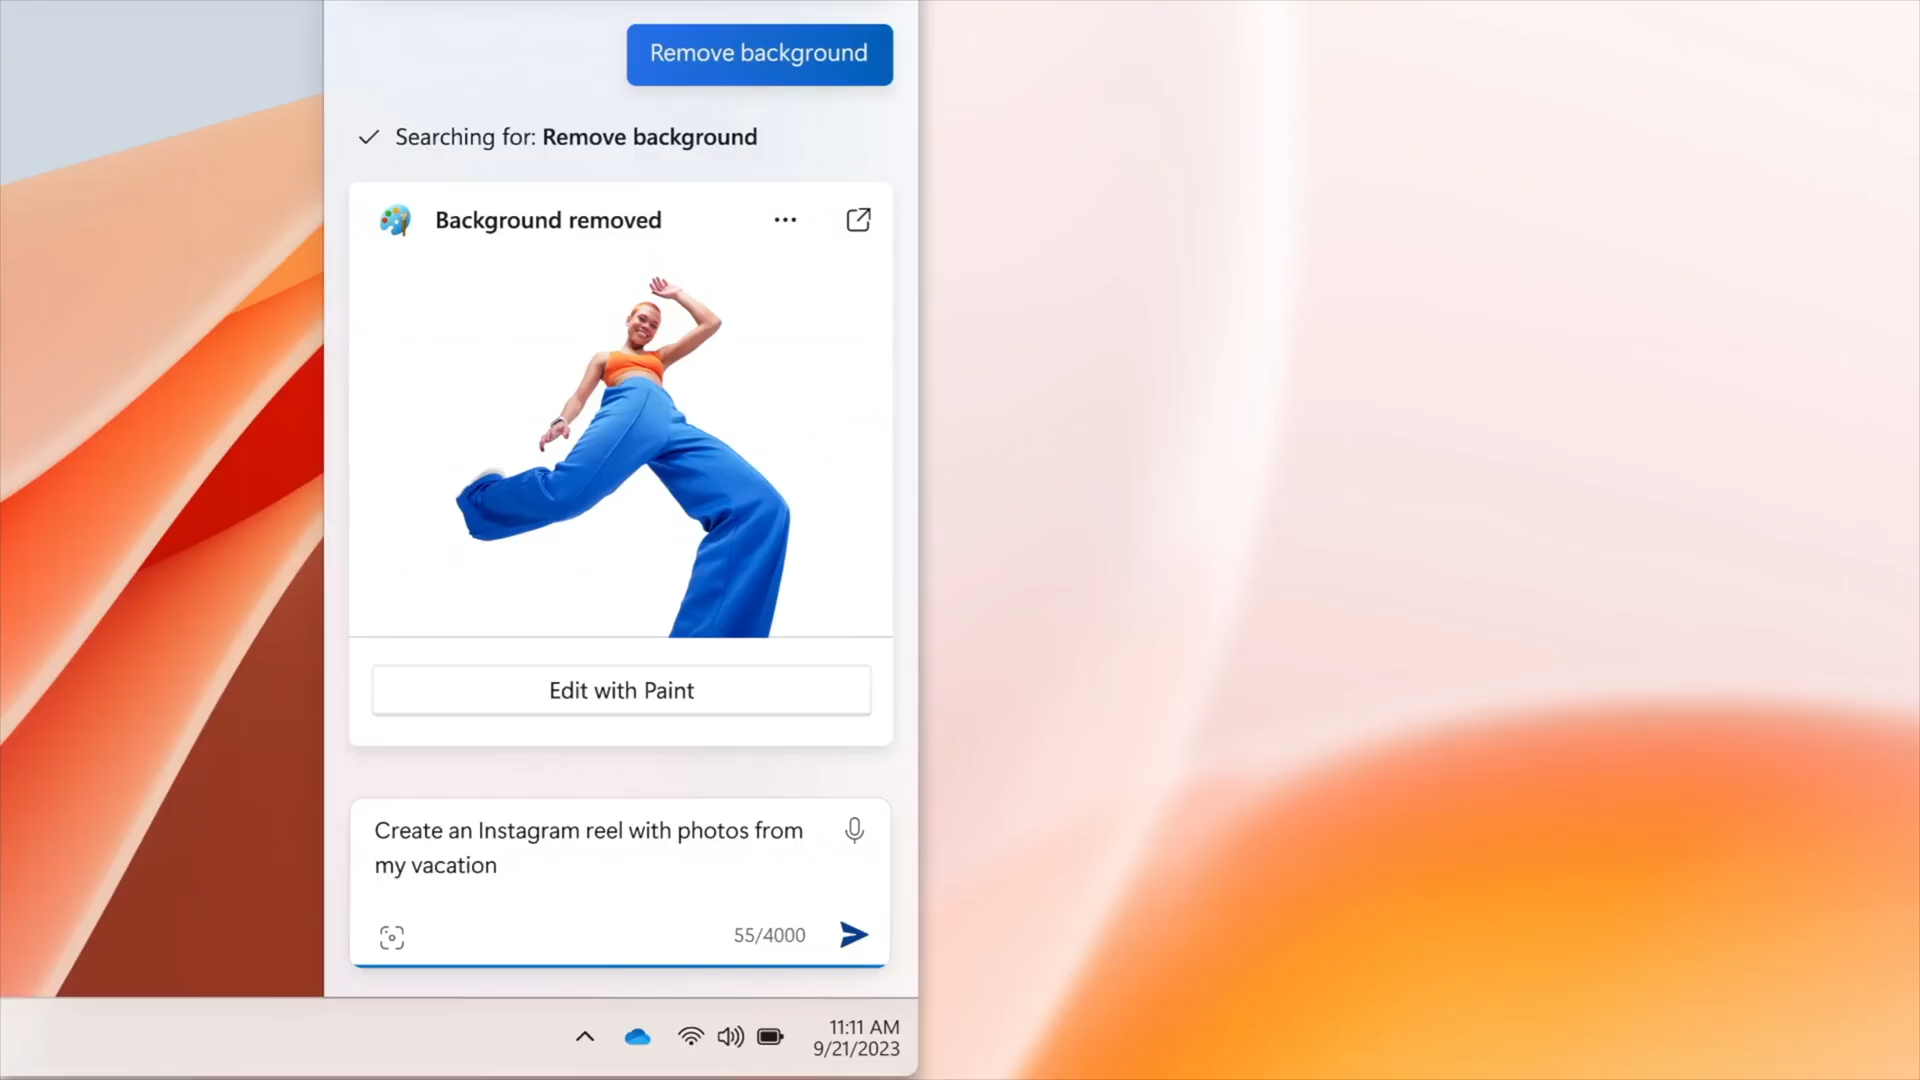 Remove background
Searching for: Remove background
Background removed
Edit with Paint
Create an Instagram reel with photos from
my vacation
55/4000
11:11 AM
9/21/2023